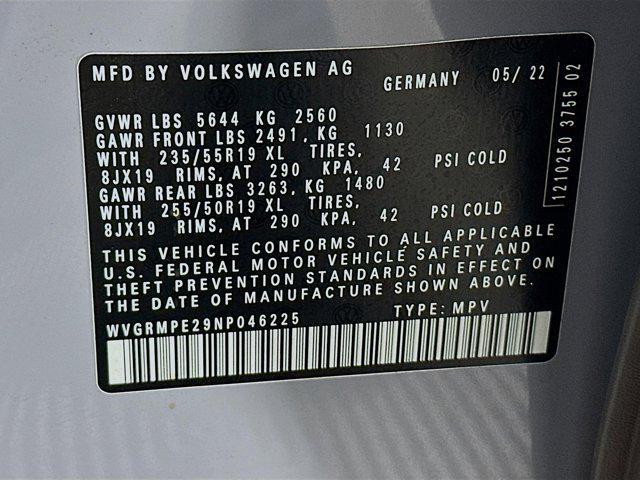 MFD BY VOLKSWAGEN AG GERMANY 05/ 22
GVWR LBS 5644 KG 2560
GAWR FRONT LBS 2491, KG 1130
WITH 235/55R19 XL TIRES,
8JX19 RIMS, AT 290 KPA, 42 PSI COLD
GAWR REAR LBS 3263, KG 1480
WITH 255/50R19 XL TIRES,
8JX19 RIMS, AT 290 KPA, 42 PSI COLD
THIS VEHICLE CONFORMS TO ALL APPLICABLE
U.S. FEDERAL MOTOR VEHICLE SAFETY AND
THEFT PREVENTION STANDARDS IN EFFECT ON
THE DATE OF MANUFACTURE SHOWN ABOVE.
WVGRMPE29NP046225 TYPE: MPV
1210250 3755 02